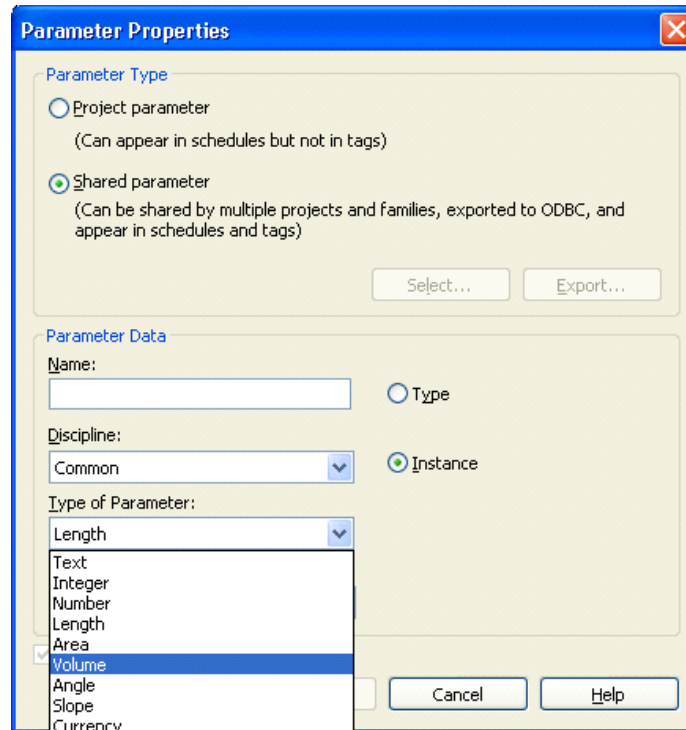 Parameter Properties
Parameter Type
Project parameter
(Can appear in schedules but not in tags)
Shared parameter
(Can be shared by multiple projects and families, exported to ODBC, and
appear in schedules and tags)
Select...
Export...
Parameter Data
Name:
Type
Discipline:
Common
Instance
Type of Parameter:
Length
Text
Integer
Number
Length
Area
Volume
Angle
Slope
Currency
Cancel
Help